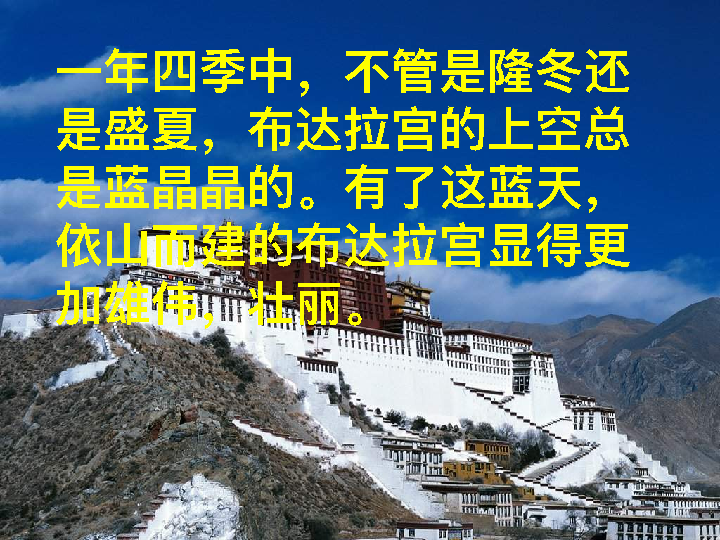 一年四季中，不管是隆冬还
是盛夏，布达拉宫的上空总
是蓝晶晶的。有了这蓝天，
依山而建的布达拉宫显得更
加雄伟，壮丽。